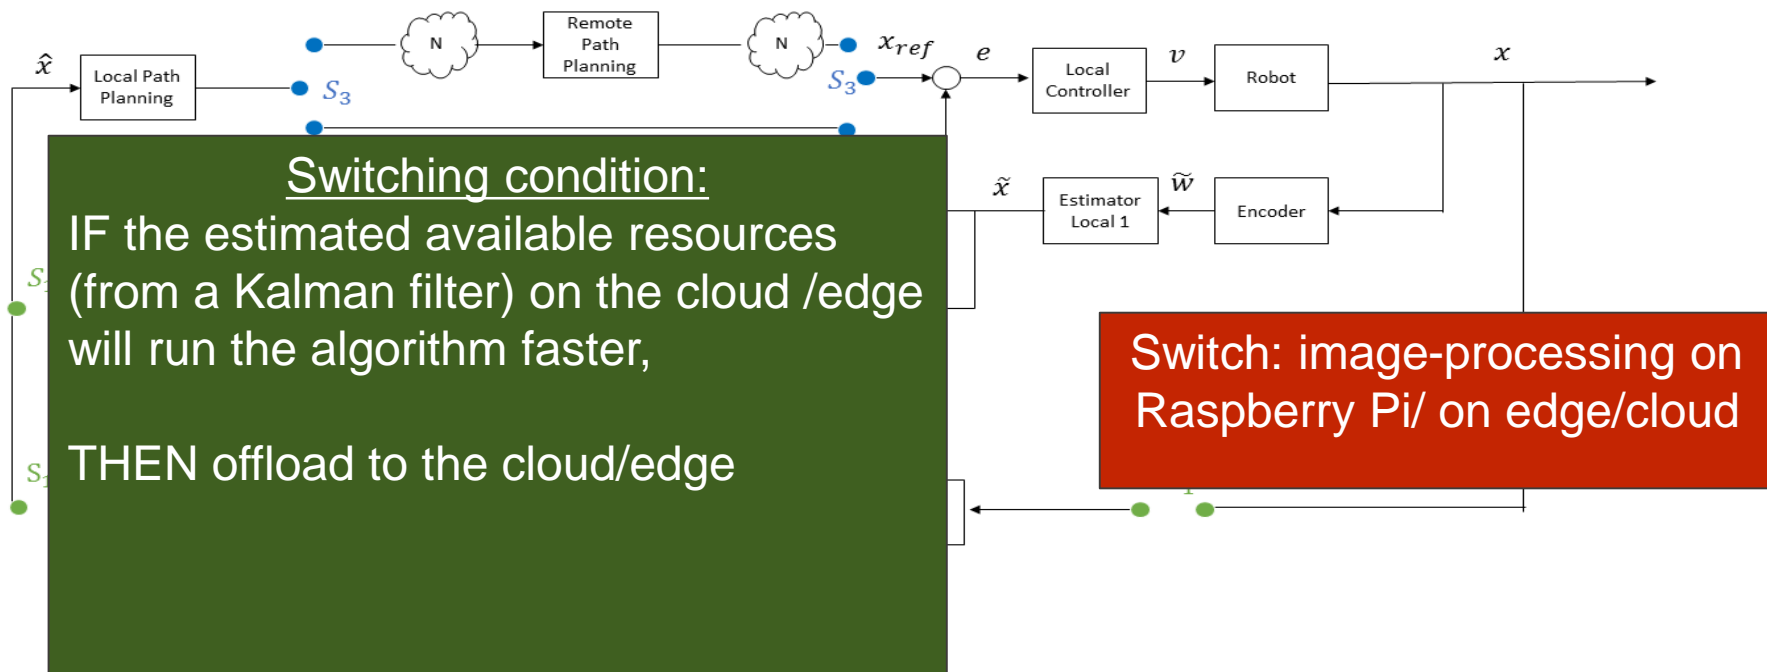 N
Remote
Path
Planning
N
x̂
Local Path
Planning
S₃
S₃
x_ref
e
Local
Controller
v
Robot
x
Switching condition:
IF the estimated available resources
(from a Kalman filter) on the cloud /edge
will run the algorithm faster,
THEN offload to the cloud/edge
x̃
Estimator
Local 1
w̃
Encoder
Switch: image-processing on
Raspberry Pi/ on edge/cloud